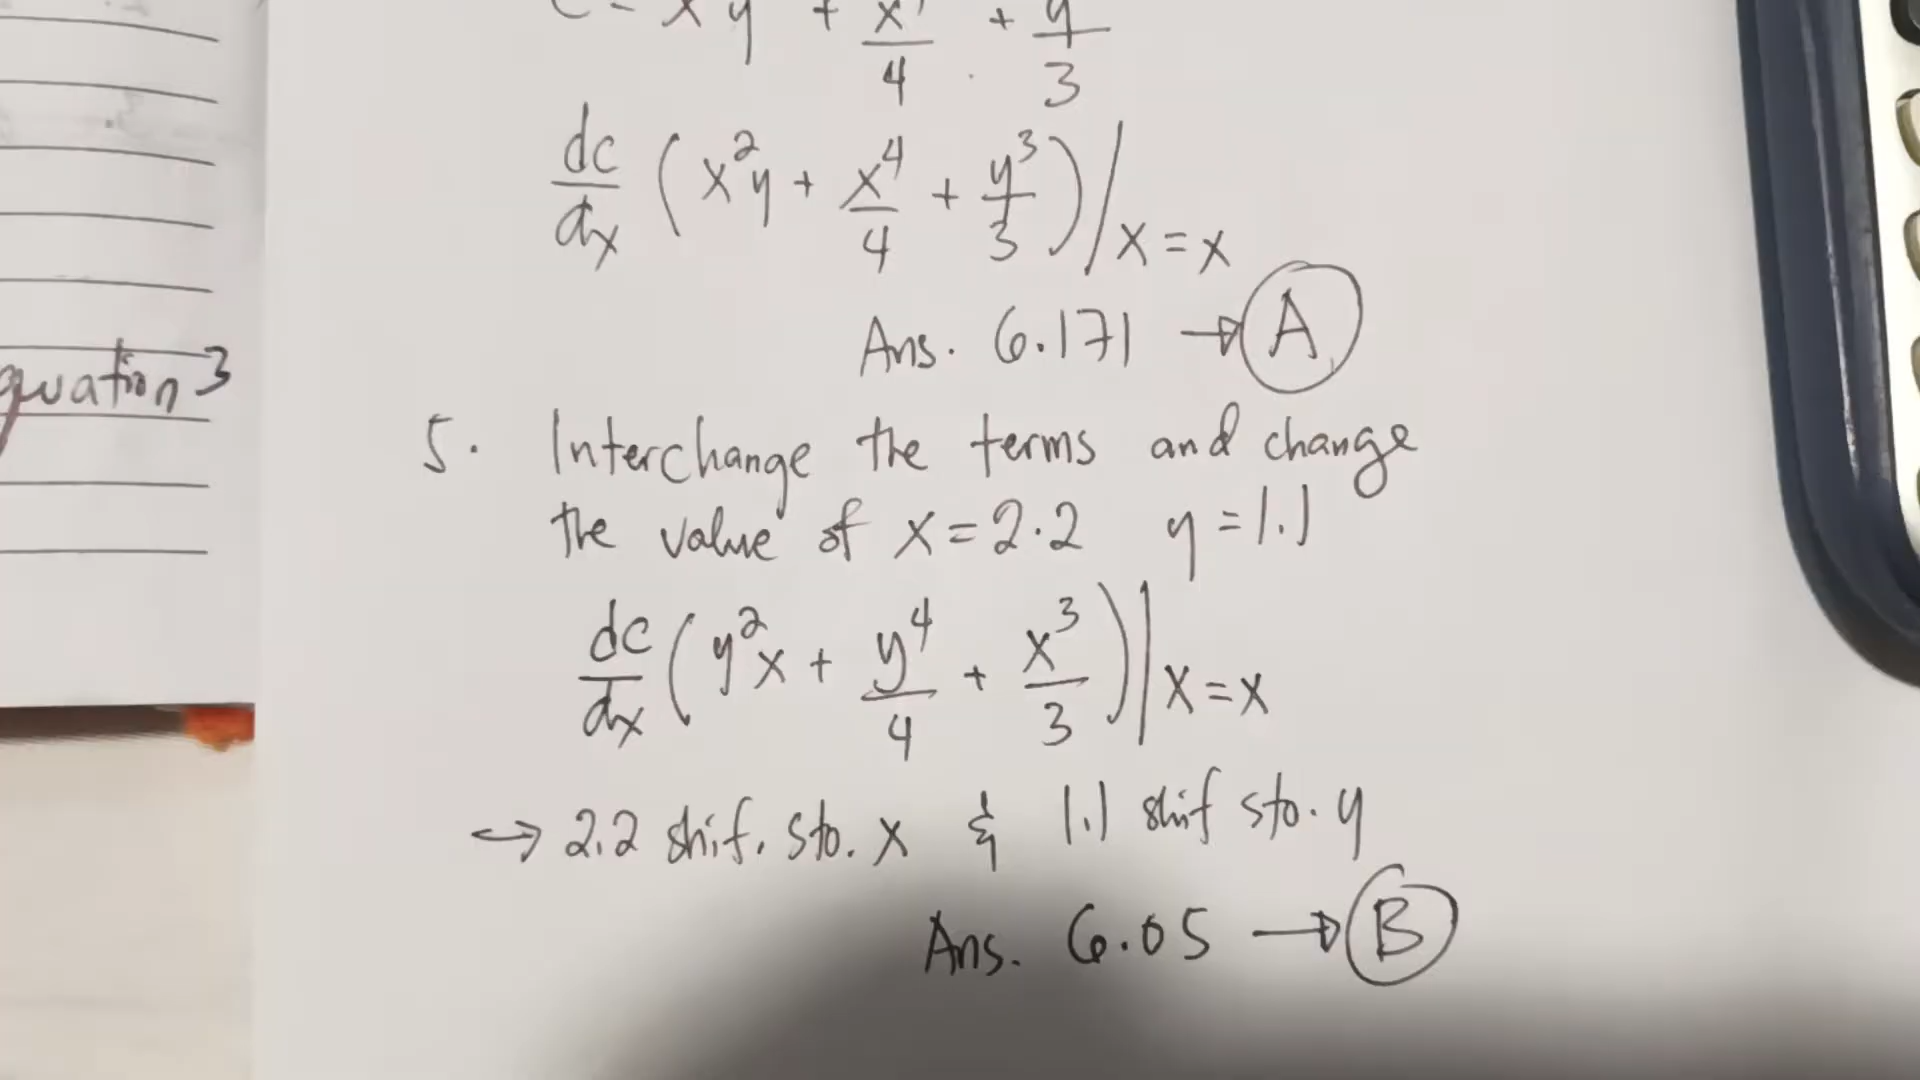 C = x y + x / 4 + y / 3
dc/dx (x²y + x⁴/4 + y³/3)/x=x
Ans. 6.171 → A
quation 3
5. Interchange the terms and change
the value of x=2.2 y=1.1
dc/dx (y²x + y⁴/4 + x³/3)|x=x
↔ 2.2 shif. sto. x & 1.1 shif sto. y
Ans. 6.05 → B